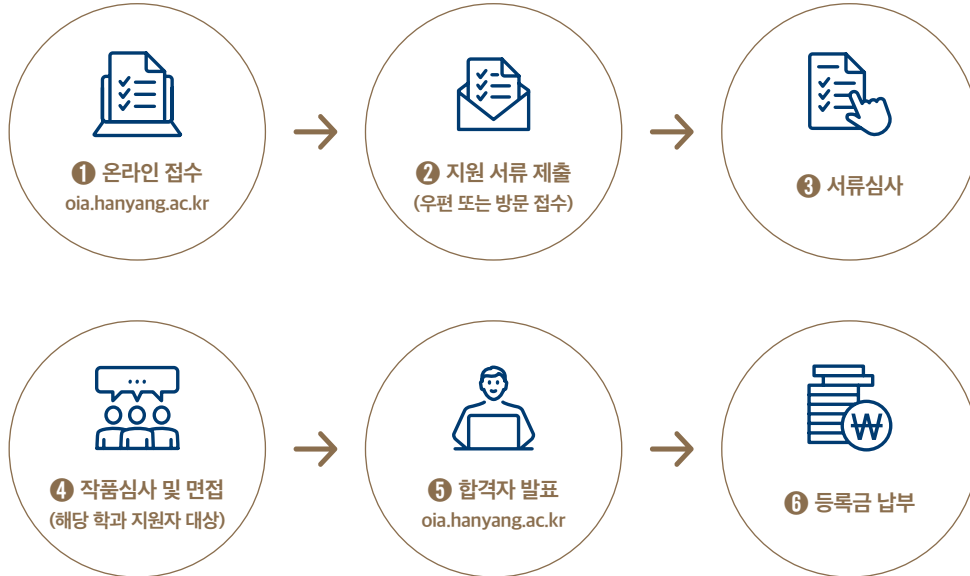 ❶ 온라인 접수
oia.hanyang.ac.kr
❷ 지원 서류 제출
(우편 또는 방문 접수)
❸ 서류심사
❹ 작품심사 및 면접
(해당 학과 지원자 대상)
❺ 합격자 발표
oia.hanyang.ac.kr
❻ 등록금 납부